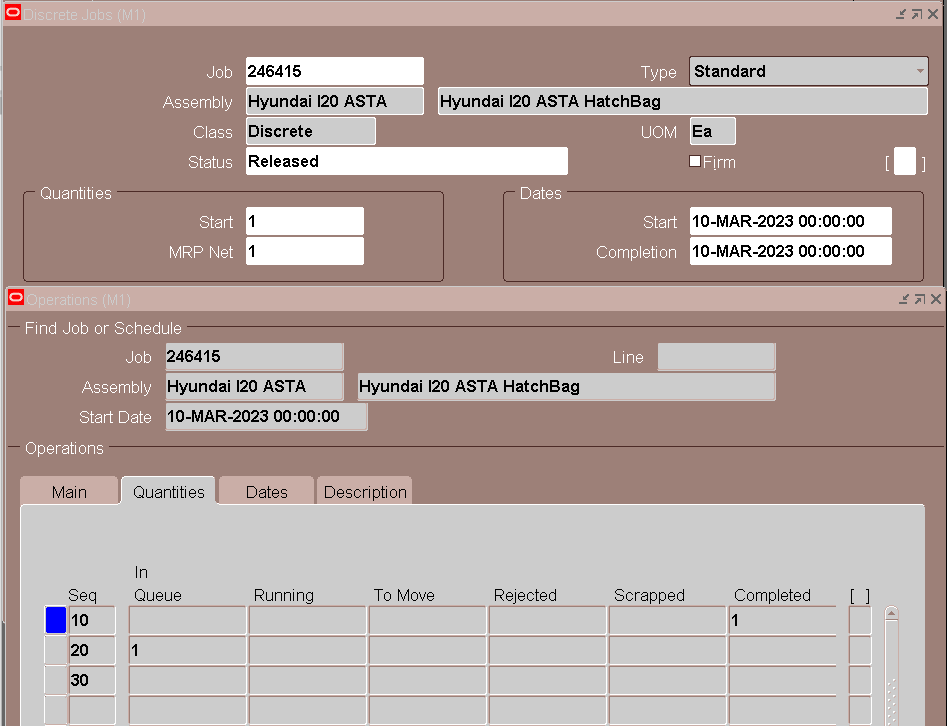 Discrete Jobs (M1)
Job 246415 Type Standard
Assembly Hyundai I20 ASTA Hyundai I20 ASTA HatchBag
Class Discrete UOM Ea
Status Released Firm [ ]
Quantities Dates
Start 1 Start 10-MAR-2023 00:00:00
MRP Net 1 Completion 10-MAR-2023 00:00:00
Operations (M1)
Find Job or Schedule
Job 246415 Line
Assembly Hyundai I20 ASTA Hyundai I20 ASTA HatchBag
Start Date 10-MAR-2023 00:00:00
Operations
Main Quantities Dates Description
In
Seq Queue Running To Move Rejected Scrapped Completed [ ]
10 1
20 1
30